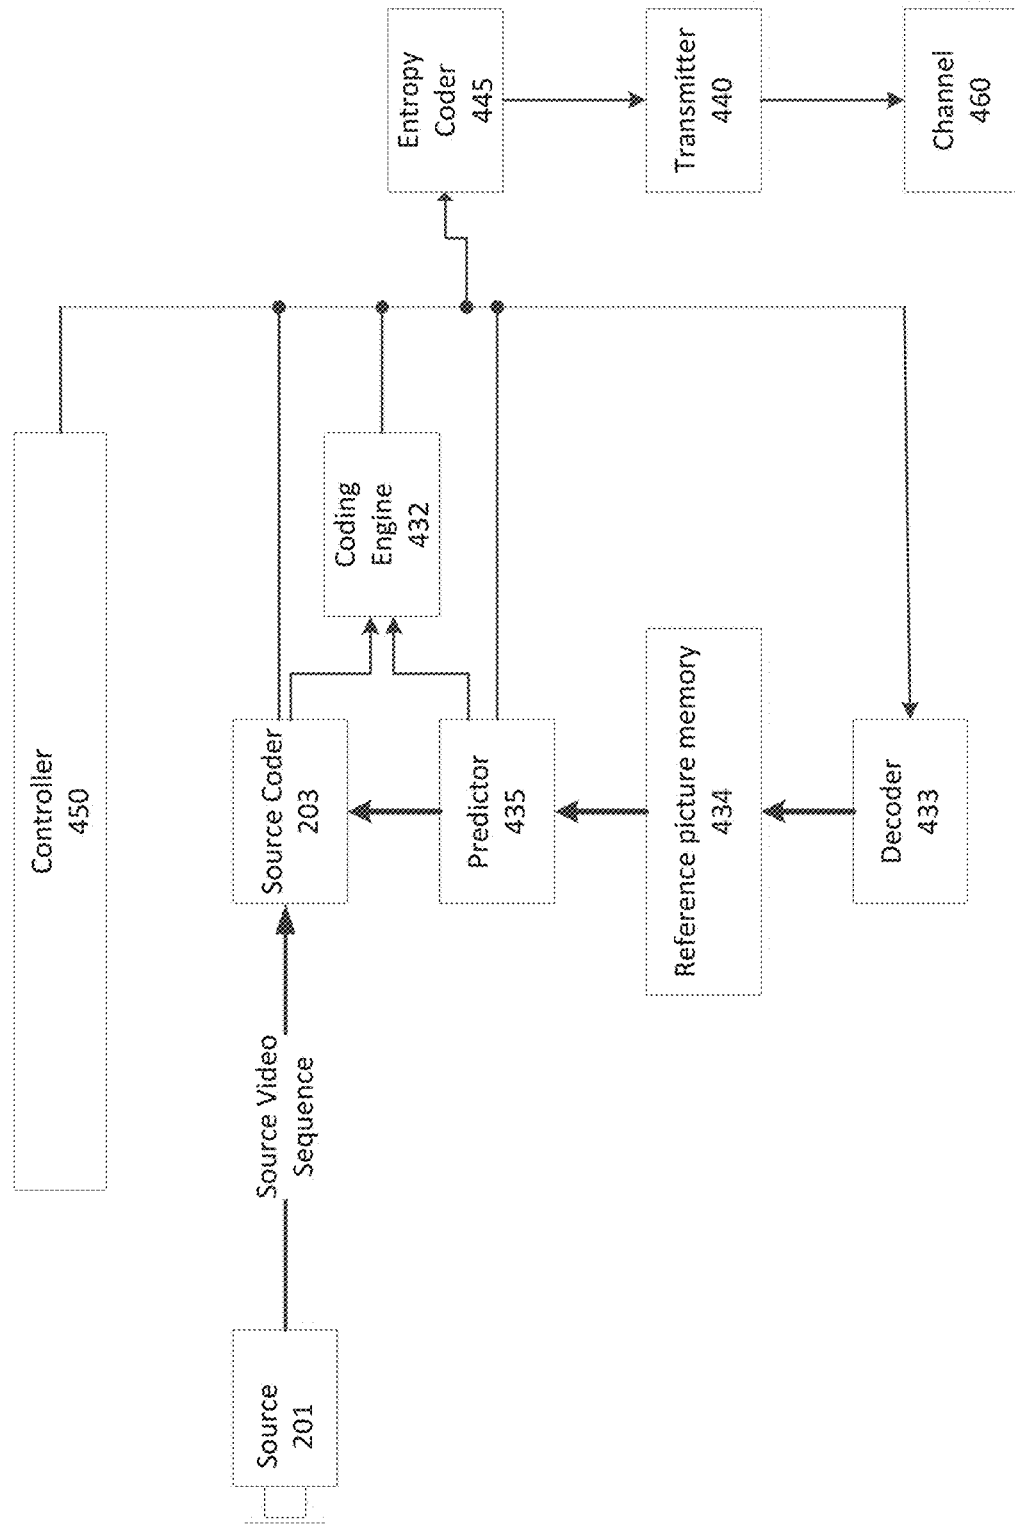 Controller
450
Source
201
Source Video
Sequence
Source Coder
203
Coding
Engine
432
Entropy
Coder
445
Predictor
435
Reference picture memory
434
Transmitter
440
Decoder
433
Channel
460